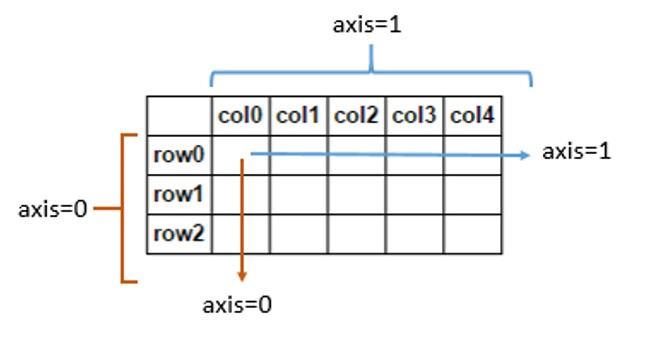 axis=1
col0 col1 col2 col3 col4
row0
axis=1
row1
axis=0
row2
axis=0